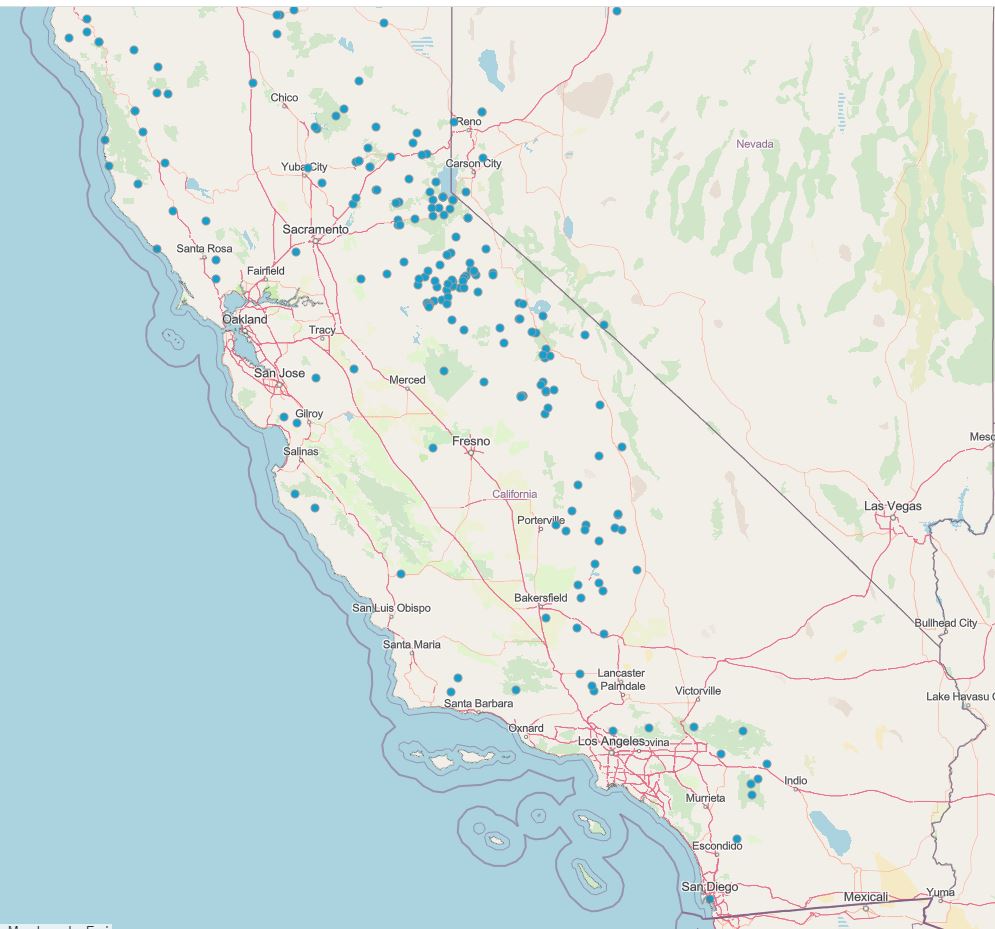 Chico
Reno
Nevada
Carson City
Yuba City
Sacramento
Santa Rosa
Fairfield
Oakland
Tracy
San Jose
Merced
Gilroy
Fresno
Mesq
Salinas
California
Las Vegas
Porterville
Bakersfield
San Luis Obispo
Bullhead City
Santa Maria
Lancaster
Palmdale
Victorville
Lake Havasu C
Santa Barbara
Oxnard
Los Angeles
ovina
Indio
Murrieta
Escondido
San Diego
Mexicali
Yuma